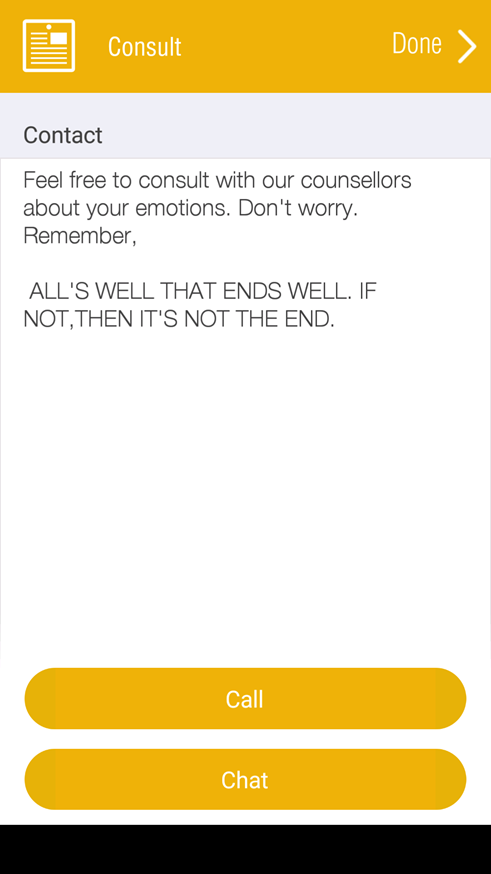 Consult
Done
Contact
Feel free to consult with our counsellors
about your emotions. Don't worry.
Remember,
ALL'S WELL THAT ENDS WELL. IF
NOT,THEN IT'S NOT THE END.
Call
Chat